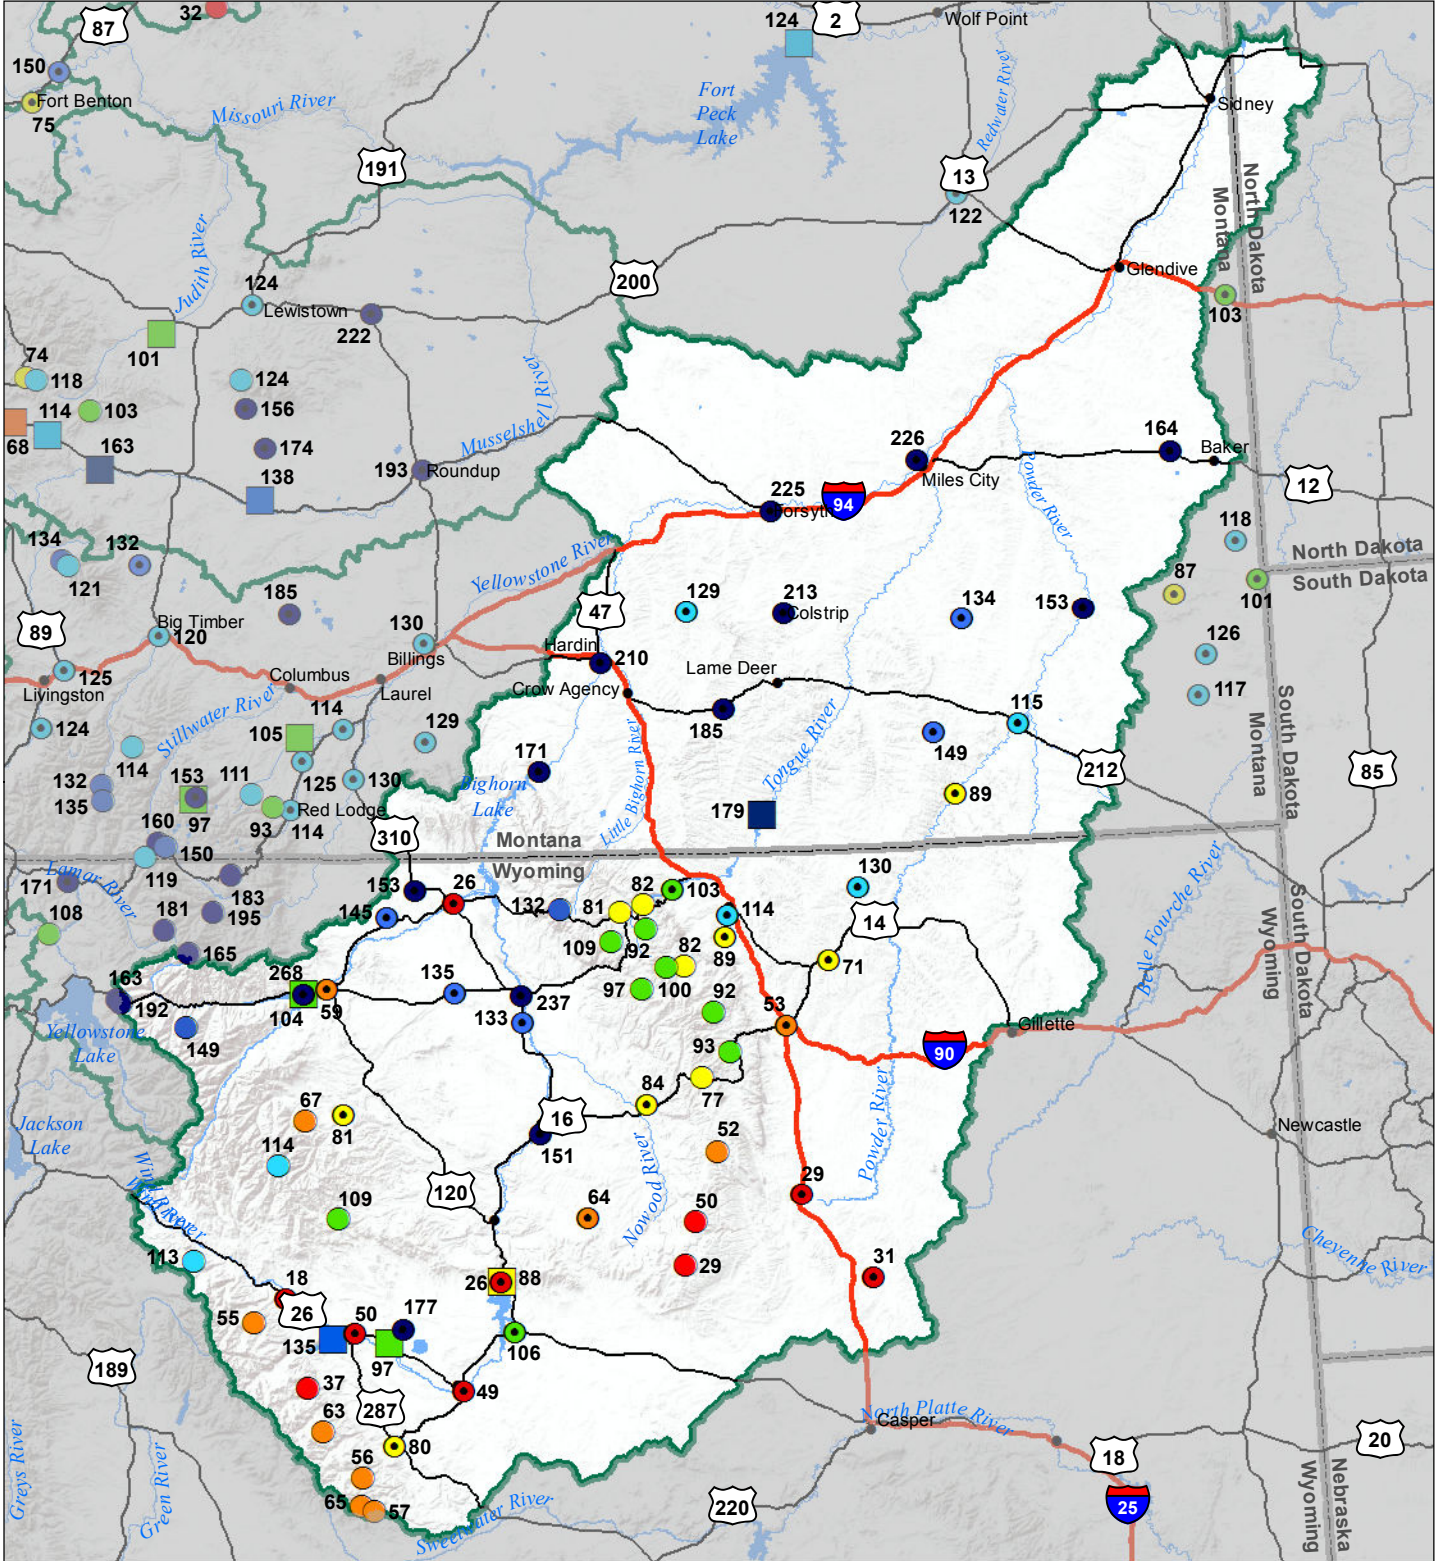 32
87
124
2
Wolf Point
150
Fort Benton
75
Missouri River
Fort
Peck
Lake
Redwater River
Sidney
191
13
122
North Dakota
Montana
Judith River
200
Glendive
124
Lewistown
222
103
101
74
118
124
103
156
114
68
163
174
138
193
Roundup
Musselshell River
226
Miles City
164
Baker
12
225
Forsyth
94
Powder River
134
132
121
118
North Dakota
South Dakota
Yellowstone River
185
87
101
89
Big Timber
120
130
Billings
47
129
213
Colstrip
134
153
126
Hardin
210
125
Livingston
Columbus
Laurel
Crow Agency
Lame Deer
117
124
Stillwater River
114
105
129
185
115
149
South Dakota
Montana
114
125
130
171
Bighorn
Lake
Little Bighorn River
Tongue River
212
85
132
135
153
97
111
93
Red Lodge
114
179
89
160
150
119
310
Montana
Wyoming
171
Lamar River
183
195
153
26
145
132
81
82
103
130
Belle Fourche River
South Dakota
Wyoming
108
181
165
109
92
114
89
14
82
71
163
192
268
104
59
135
237
133
97
100
92
53
Gillette
Yellowstone
Lake
149
93
90
84
77
Jackson
Lake
67
81
16
Newcastle
114
151
52
Wind River
Wind River
120
Nowood River
Powder River
29
109
64
50
113
29
31
Cheyenne River
18
26
26
88
55
50
177
135
97
106
189
37
49
63
287
80
North Platte River
Casper
56
18
20
65
57
Greys River
Green River
Sweetwater River
220
25
Nebraska
Wyoming